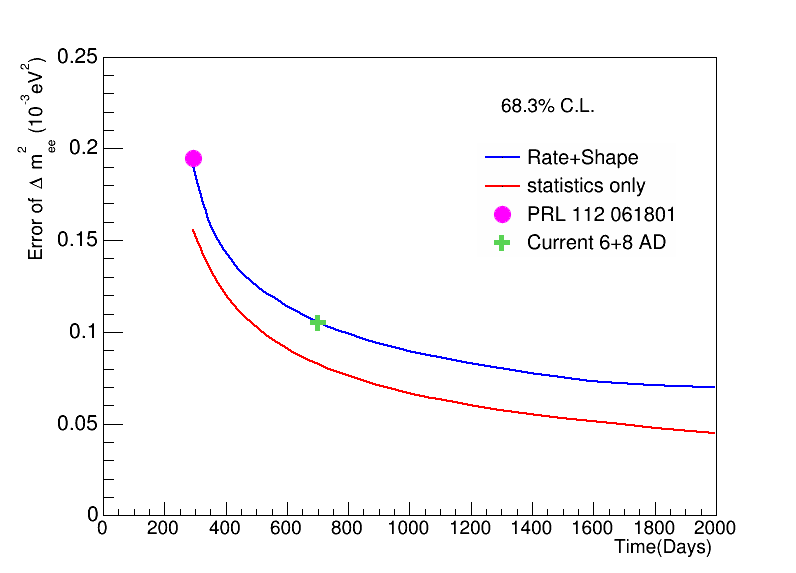 0.25
0.2
0.15
0.1
0.05
0
Error of Δ m²ₑₑ (10⁻³eV²)
68.3% C.L.
Rate+Shape
statistics only
PRL 112 061801
Current 6+8 AD
0 200 400 600 800 1000 1200 1400 1600 1800 2000
Time(Days)